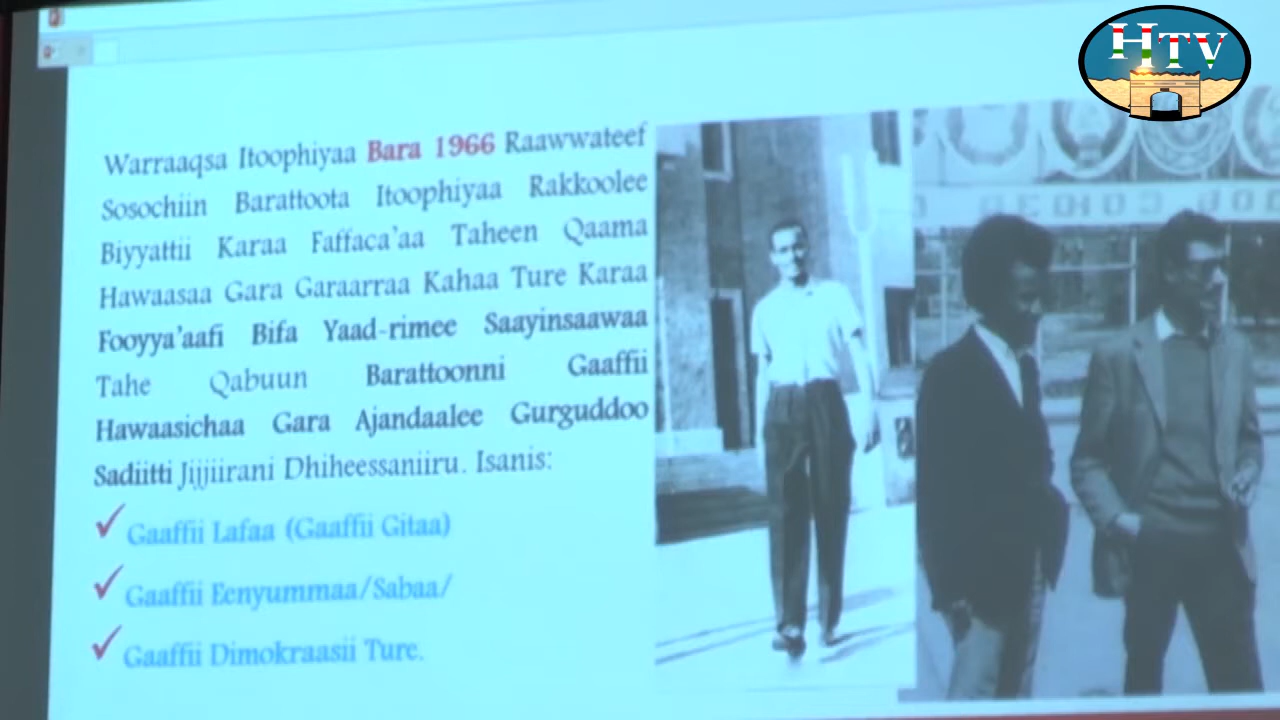 HTV
Warraaqsa Itoophiyaa Bara 1966 Raawwateef
Sosochiin Barattoota Itoophiyaa Rakkoolee
Biyyattii Karaa Faffaca'aa Taheen Qaama
Hawaasaa Gara Garaarraa Kahaa Ture Karaa
Fooyya'aafi Bifa Yaad-rimee Saayinsaawaa
Tahe Qabuun Barattoonni Gaaffii
Hawaasichaa Gara Ajandaalee Gurguddoo
Sadiitti Jijjiirani Dhiheessaniiru. Isanis:
Gaaffii Lafaa (Gaaffii Gitaa)
Gaaffii Eenyummaa/Sabaa/
Gaaffii Dimokraasii Ture.